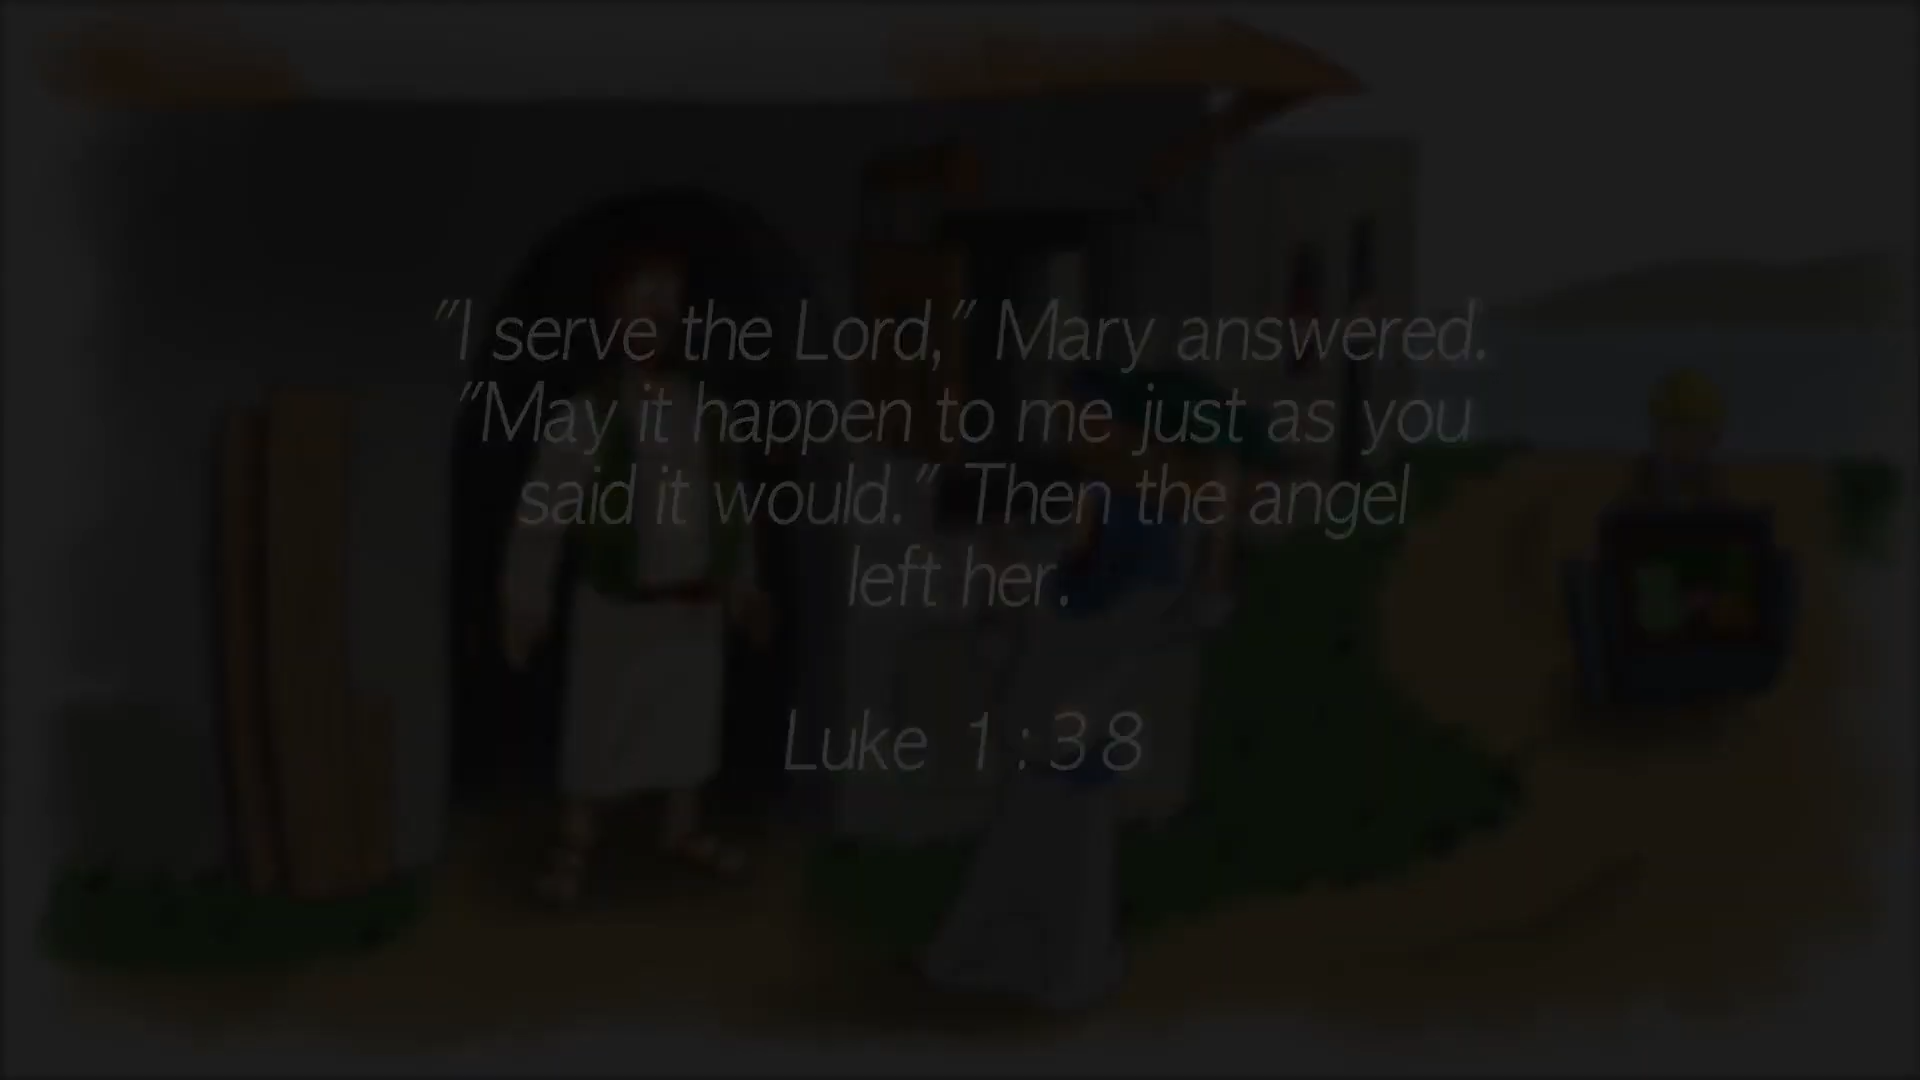 "I serve the Lord," Mary answered.
"May it happen to me just as you
said it would." Then the angel
left her.
Luke 1:38